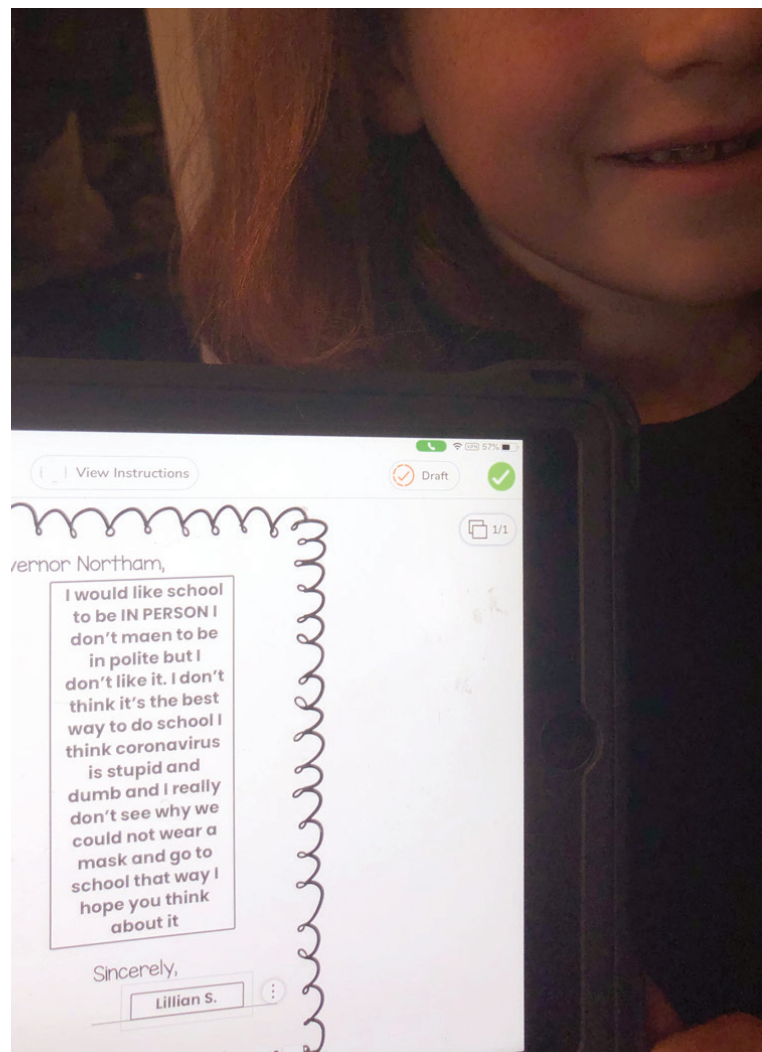 57%
View Instructions
Draft
1/1
vernor Northam,
I would like school
to be IN PERSON I
don't maen to be
in polite but I
don't like it. I don't
think it's the best
way to do school I
think coronavirus
is stupid and
dumb and I really
don't see why we
could not wear a
mask and go to
school that way I
hope you think
about it
Sincerely,
Lillian S.